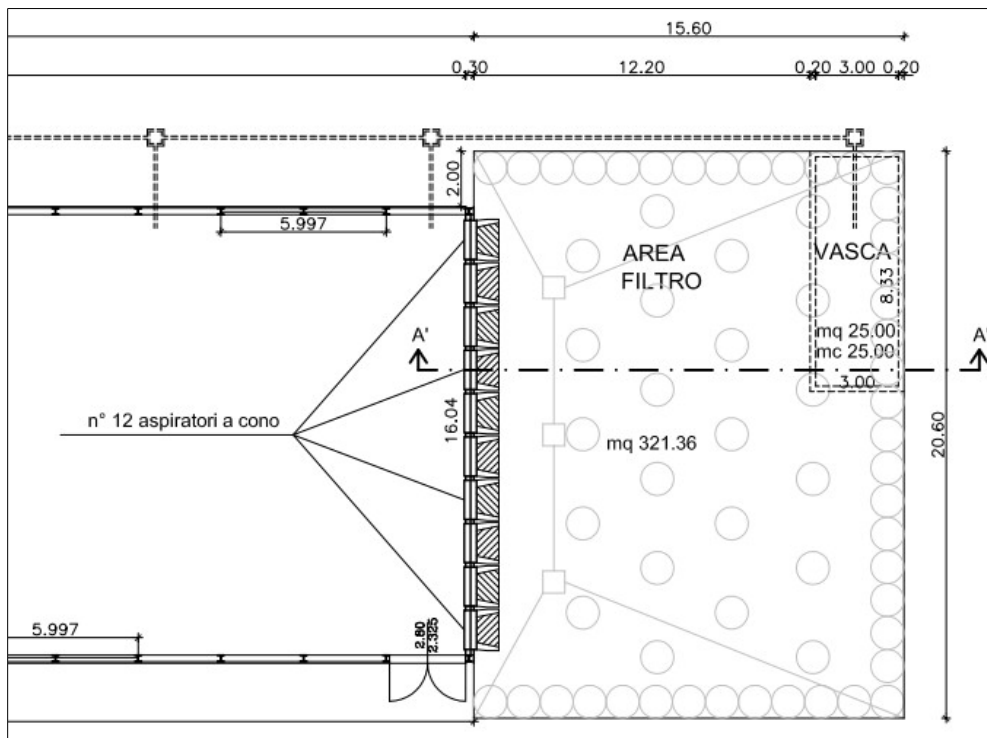 15.60
0.30
12.20
0.20
3.00
0.20
2.00
5.997
AREA
FILTRO
VASCA
8.33
mq 25.00
mc 25.00
3.00
A'
A'
n° 12 aspiratori a cono
16.04
mq 321.36
20.60
5.997
2.80
2.325